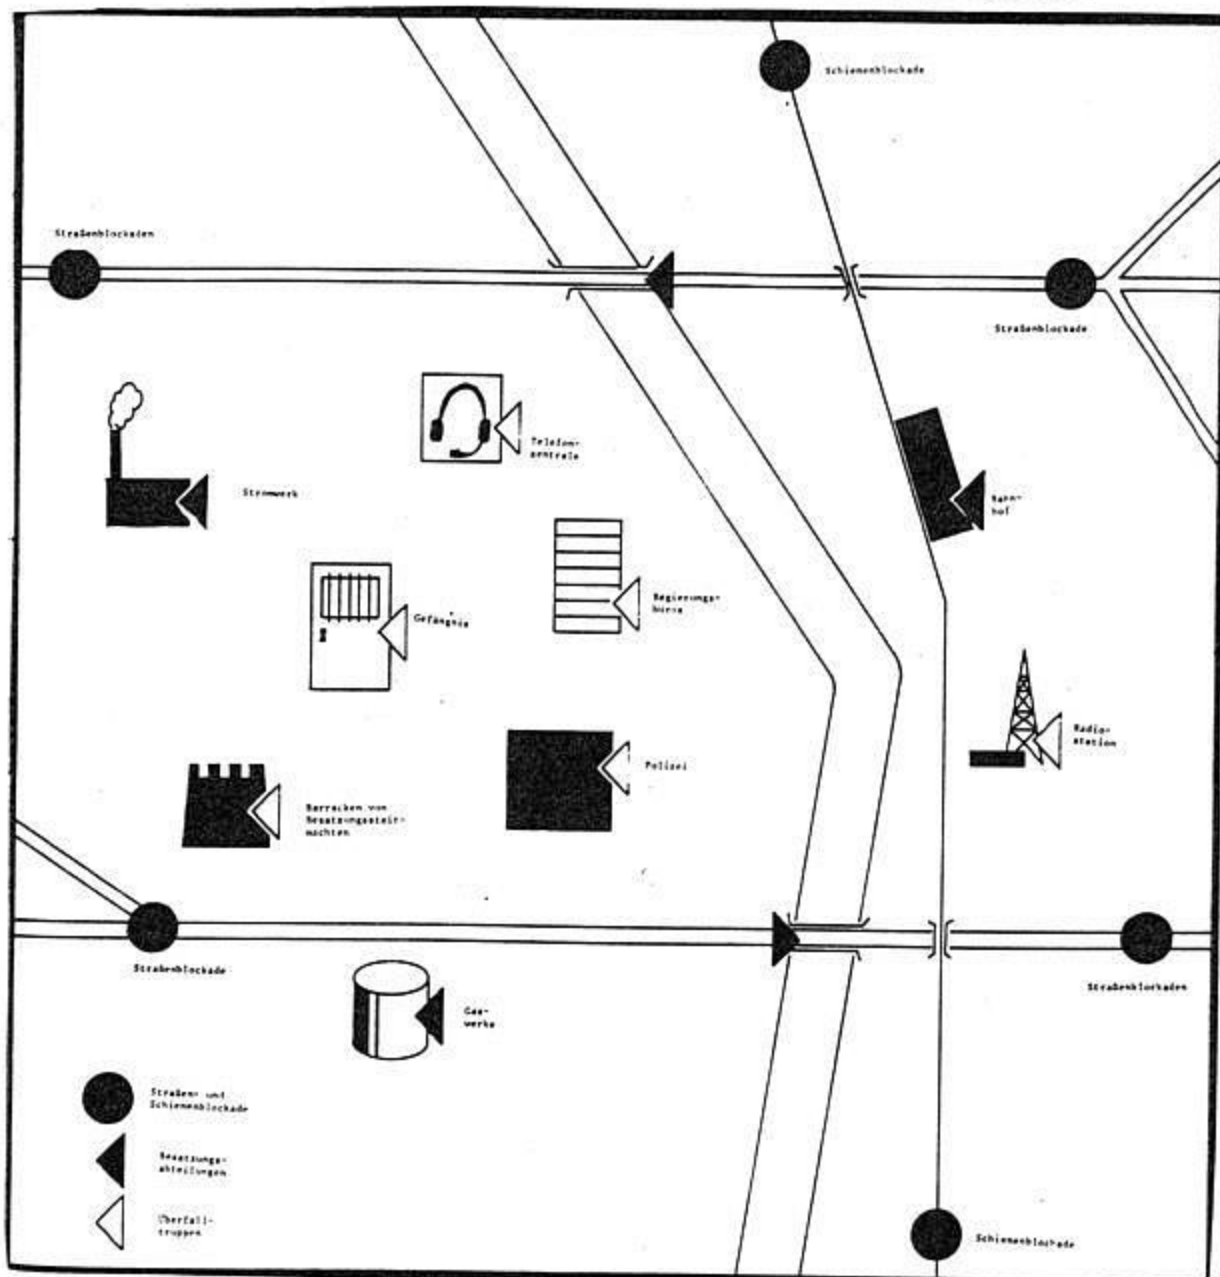 Schienenblockade
Straßenblockaden
Straßenblockade
Telefon-
zentrale
Stromwerk
Bahn-
hof
Regierungs-
büros
Gefängnis
Radio-
station
Polizei
Barracken von
Besatzungsstreit-
mächten
Straßenblockade
Straßenblockaden
Gas-
werke
Straßen- und
Schienenblockade
Besatzungs-
abteilungen
Überfall-
truppen
Schienenblockade